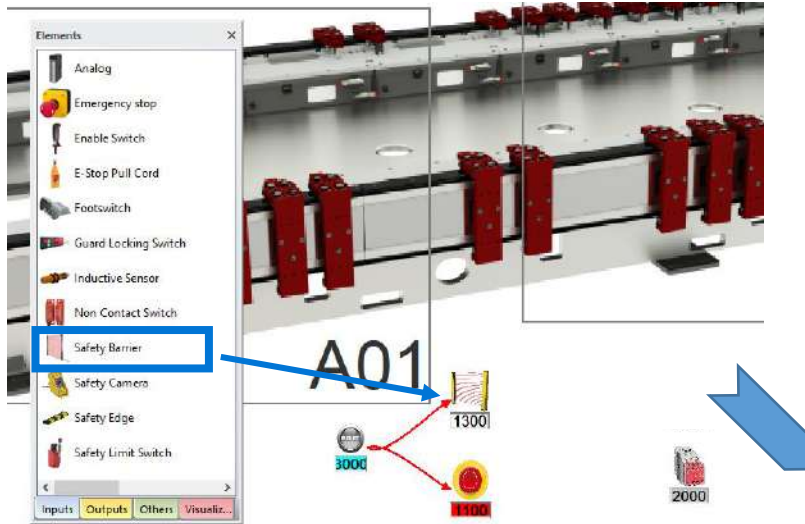 Elements
Analog
Emergency stop
Enable Switch
E-Stop Pull Cord
Footswitch
Guard Locking Switch
Inductive Sensor
Non Contact Switch
Safety Barrier
Safety Camera
Safety Edge
Safety Limit Switch
Inputs Outputs Others Visualiz...
A01
1300
3000
1100
2000